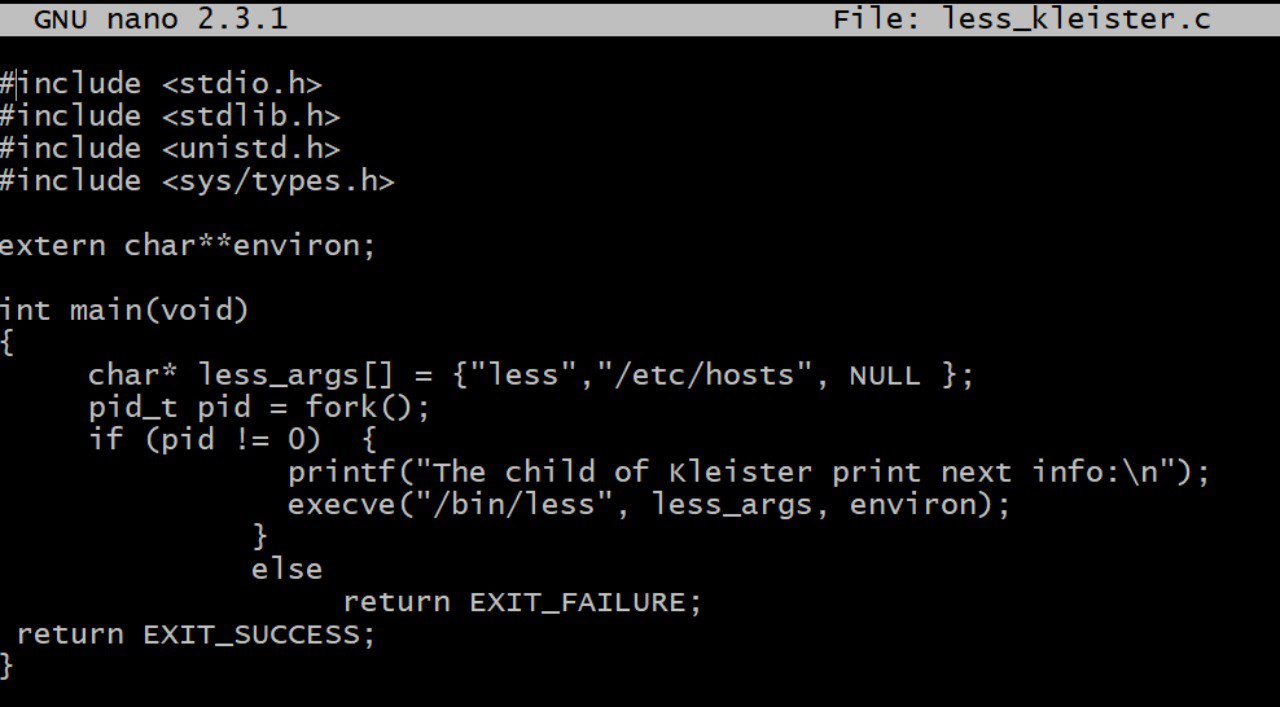 GNU nano 2.3.1 File: less_kleister.c
#include <stdio.h>
#include <stdlib.h>
#include <unistd.h>
#include <sys/types.h>
extern char**environ;
int main(void)
{
char* less_args[] = {"less","/etc/hosts", NULL };
pid_t pid = fork();
if (pid != 0)  {
printf("The child of Kleister print next info:\n");
execve("/bin/less", less_args, environ);
}
else
return EXIT_FAILURE;
return EXIT_SUCCESS;
}